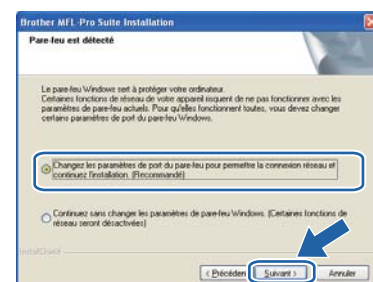 Brother MFL-Pro Suite Installation
Pare-feu est détecté
Le pare-feu Windows sert à protéger votre ordinateur.
Certaines fonctions de réseau de votre appareil risquent de ne pas fonctionner avec les
paramètres de pare-feu actuels. Pour qu'elles fonctionnent toutes, vous devez changer
certains paramètres de port du pare-feu Windows.
Changez les paramètres de port du pare-feu pour permettre la connexion réseau et
continuez l'installation. (Recommandé)
Continuez sans changer les paramètres de pare-feu Windows. (Certaines fonctions de
réseau seront désactivées)
InstallShield
< Précéden
Suivant >
Annuler